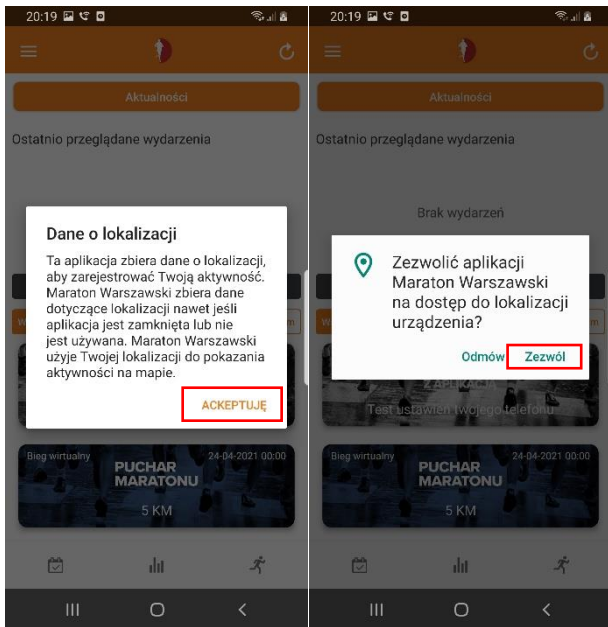 20:19
Aktualności
Ostatnio przeglądane wydarzenia
Dane o lokalizacji
Ta aplikacja zbiera dane o lokalizacji,
aby zarejestrować Twoją aktywność.
Maraton Warszawski zbiera dane
dotyczące lokalizacji nawet jeśli
aplikacja jest zamknięta lub nie
jest używana. Maraton Warszawski
użyje Twojej lokalizacji do pokazania
aktywności na mapie.
AKCEPTUJĘ
Bieg wirtualny
24-04-2021 00:00
PUCHAR
MARATONU
5 KM
20:19
Aktualności
Ostatnio przeglądane wydarzenia
Brak wydarzeń
Zezwolić aplikacji
Maraton Warszawski
na dostęp do lokalizacji
urządzenia?
Odmów Zezwól
Z APLIKACJĄ
Test ustawień twojego telefonu
Bieg wirtualny
24-04-2021 00:00
PUCHAR
MARATONU
5 KM